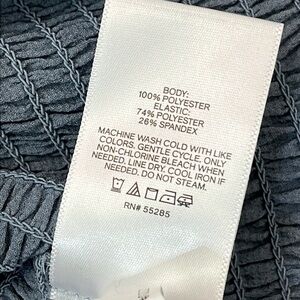 BODY:
100% POLYESTER
ELASTIC:
74% POLYESTER
26% SPANDEX
MACHINE WASH COLD WITH LIKE
COLORS. GENTLE CYCLE. ONLY
NON-CHLORINE BLEACH WHEN
NEEDED. LINE DRY. COOL IRON IF
NEEDED. DO NOT STEAM.
RN# 55285